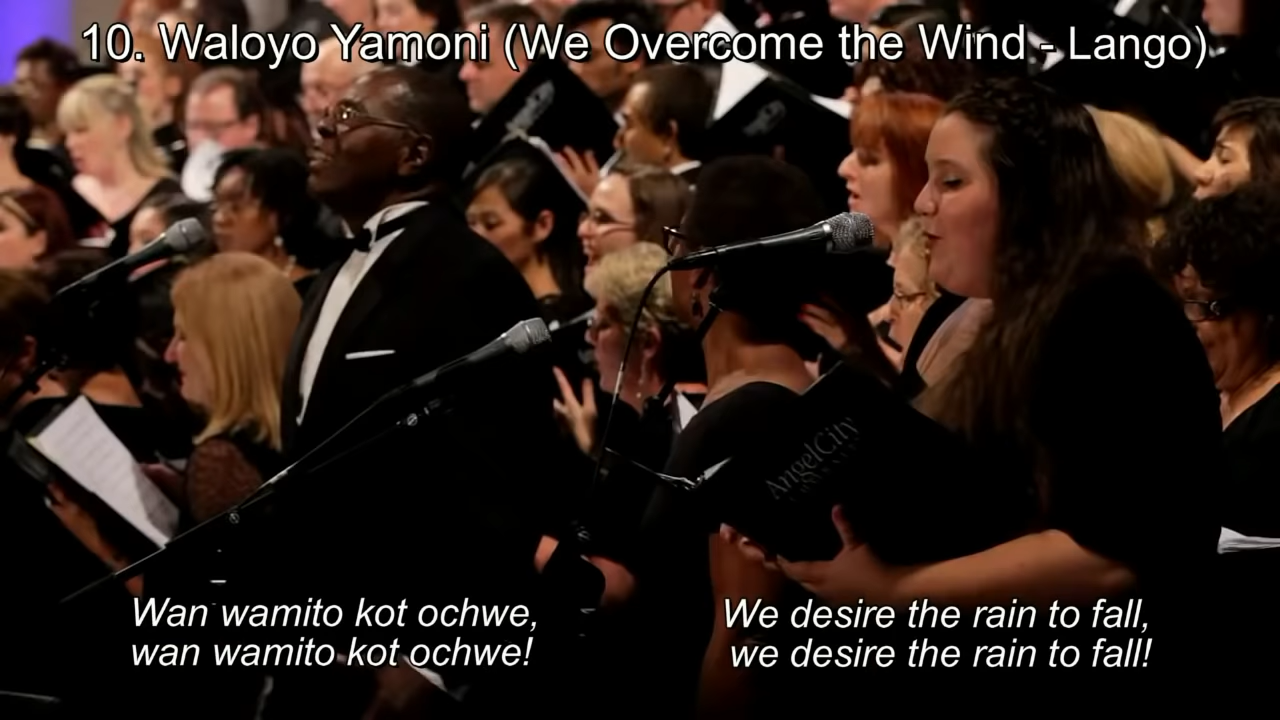 10. Waloyo Yamoni (We Overcome the Wind - Lango)
AngelCity
Wan wamito kot ochwe,
wan wamito kot ochwe!
We desire the rain to fall,
we desire the rain to fall!